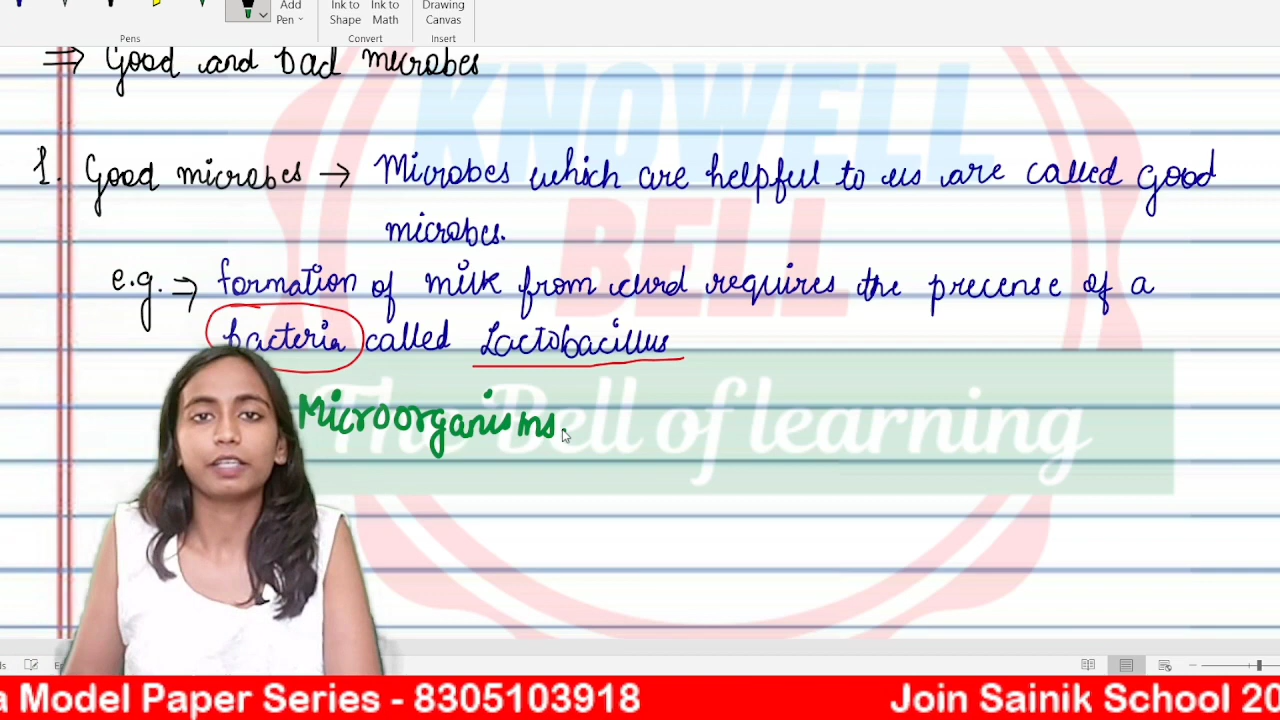 Add
Pen
Ink to
Shape
Ink to
Math
Drawing
Canvas
Pens
Convert
Insert
⇒ Good and bad microbes
KNOWELL
1. Good microbes → Microbes which are helpful to us are called good
microbes.
BELL
e.g. ⇒ formation of milk from curd requires the precense of a
bacteria called Lactobacillus
Microorganisms.
The Bell of learning
a Model Paper Series - 8305103918
Join Sainik School 20